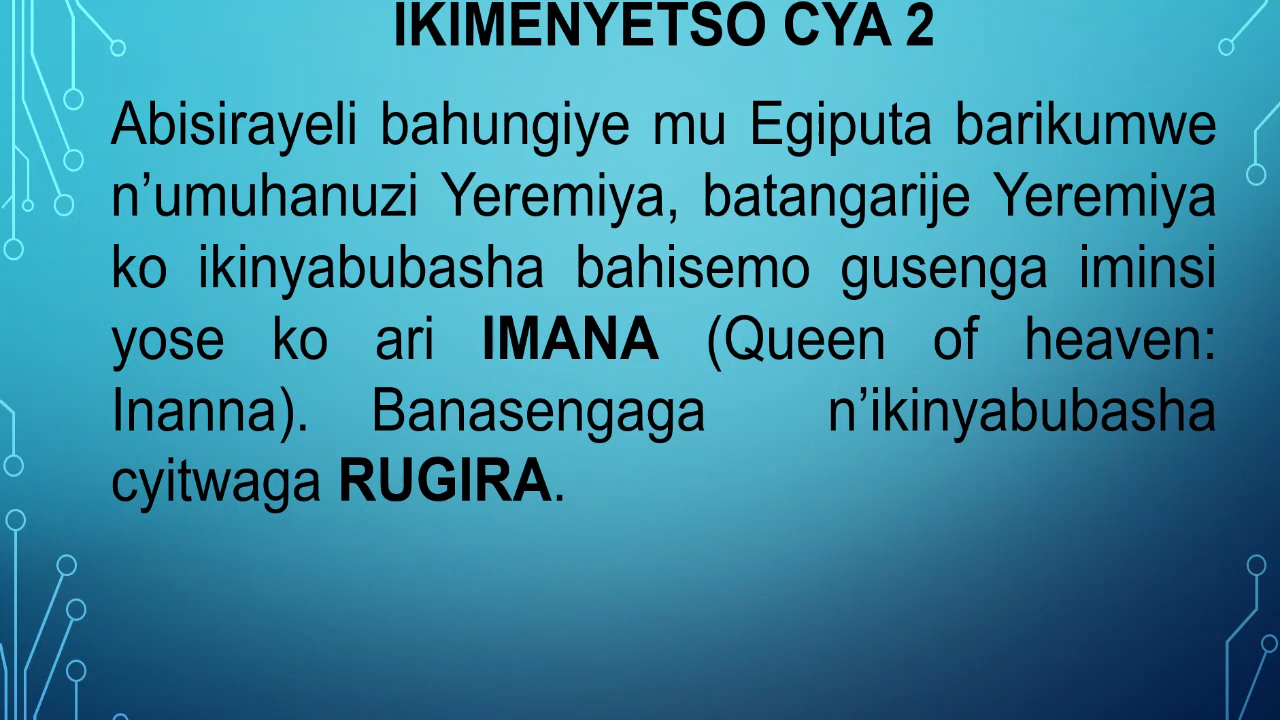 IKIMENYETSO CYA 2
Abisirayeli bahungiye mu Egiputa barikumwe
n’umuhanuzi Yeremiya, batangarije Yeremiya
ko ikinyabubasha bahisemo gusenga iminsi
yose ko ari IMANA (Queen of heaven:
Inanna). Banasengaga n’ikinyabubasha
cyitwaga RUGIRA.